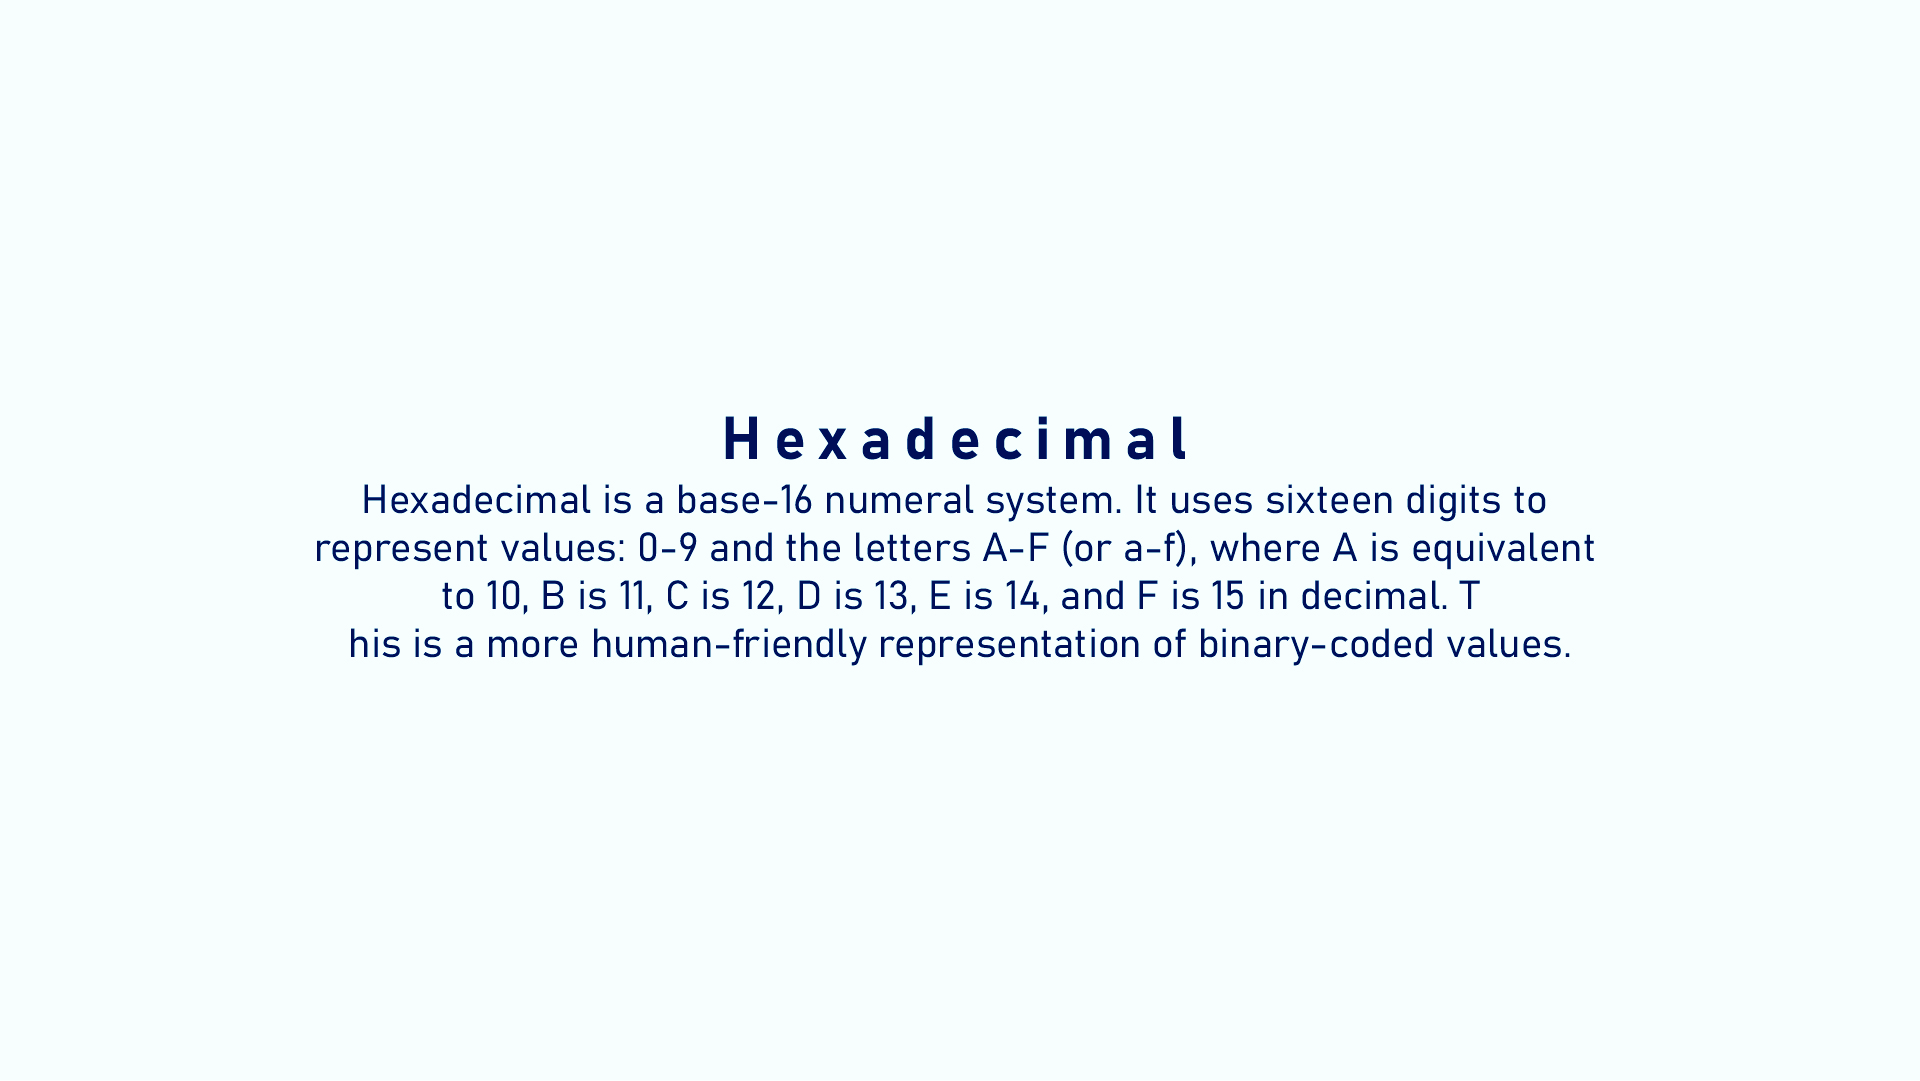 Hexadecimal
Hexadecimal is a base-16 numeral system. It uses sixteen digits to
represent values: 0-9 and the letters A-F (or a-f), where A is equivalent
to 10, B is 11, C is 12, D is 13, E is 14, and F is 15 in decimal. T
his is a more human-friendly representation of binary-coded values.